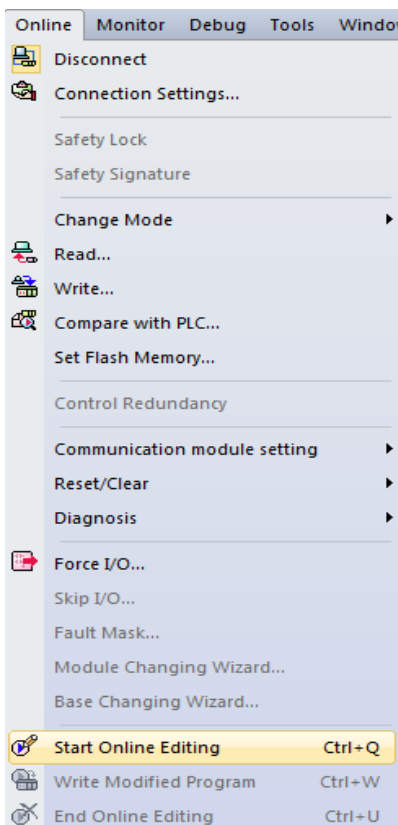 Online Monitor Debug Tools Windo
Disconnect
Connection Settings...
Safety Lock
Safety Signature
Change Mode
Read...
Write...
Compare with PLC...
Set Flash Memory...
Control Redundancy
Communication module setting
Reset/Clear
Diagnosis
Force I/O...
Skip I/O...
Fault Mask...
Module Changing Wizard...
Base Changing Wizard...
Start Online Editing Ctrl+Q
Write Modified Program Ctrl+W
End Online Editing Ctrl+U